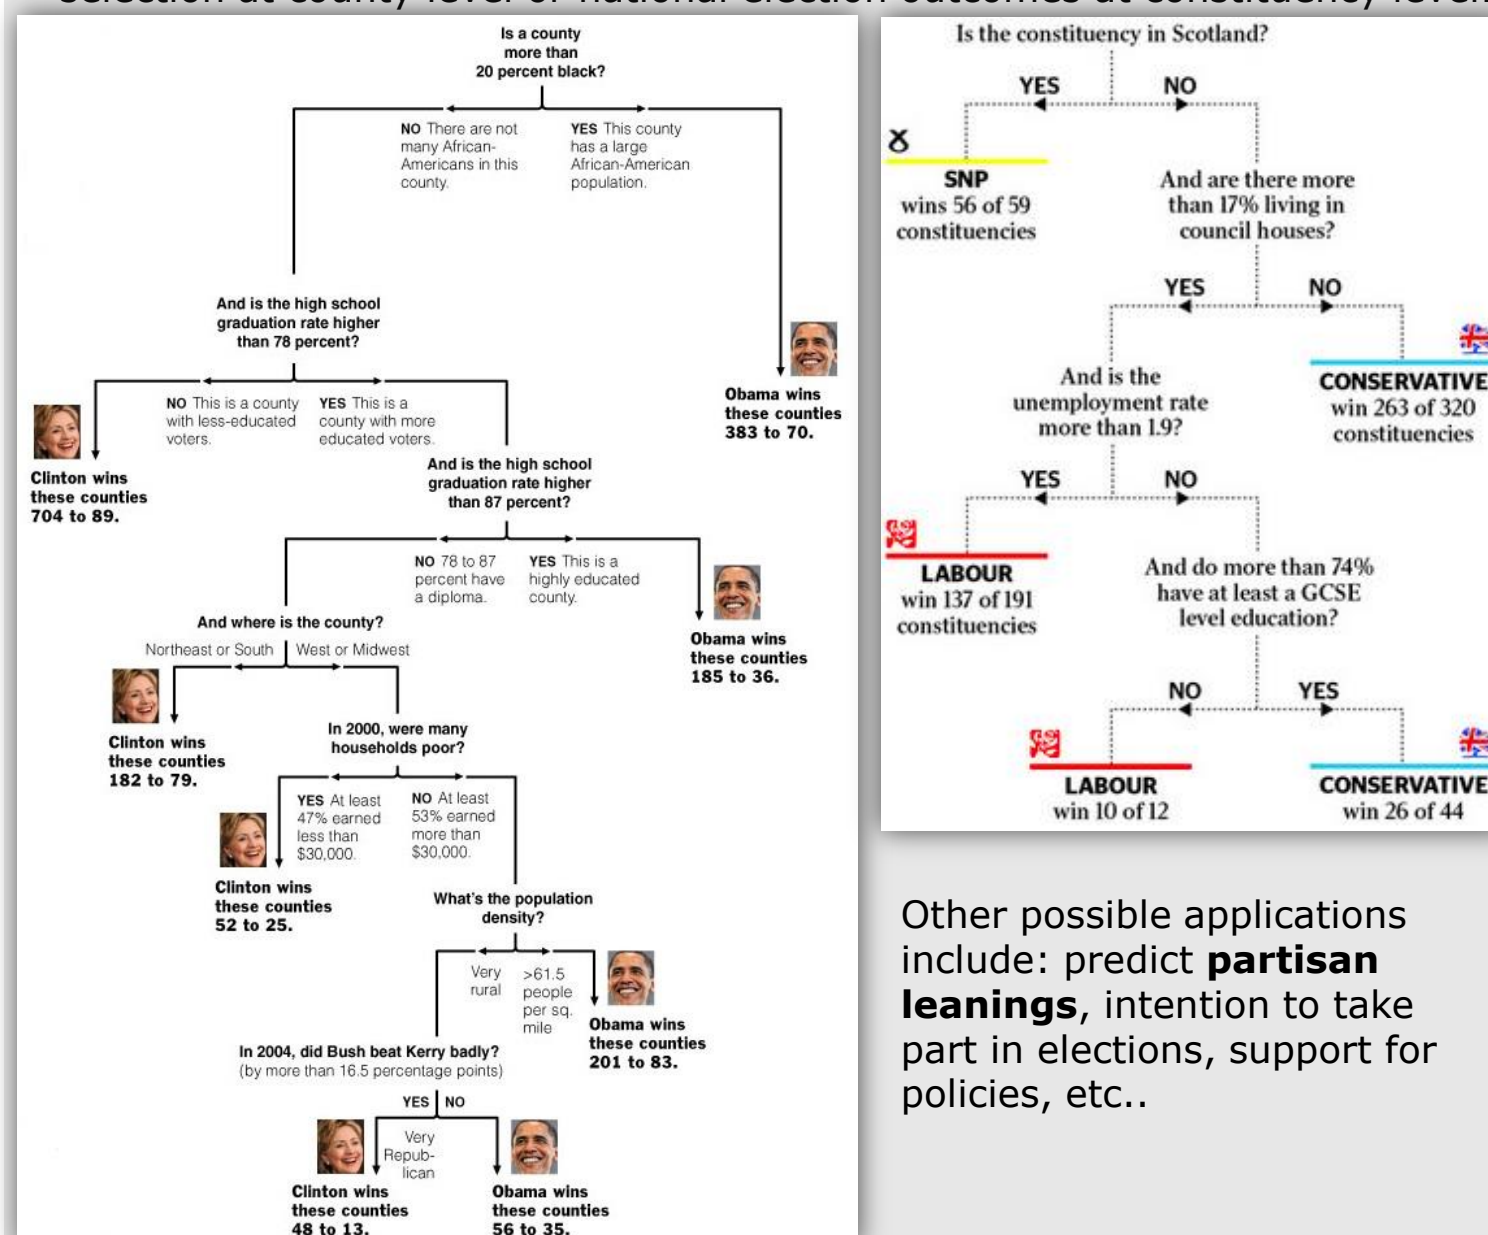 selection at county level or national election outcomes at constituency level.
Is a county
more than
20 percent black?
NO There are not
many African-
Americans in this
county.
YES This county
has a large
African-American
population.
And is the high school
graduation rate higher
than 78 percent?
Obama wins
these counties
383 to 70.
NO This is a county
with less-educated
voters.
YES This is a
county with more
educated voters.
Clinton wins
these counties
704 to 89.
And is the high school
graduation rate higher
than 87 percent?
NO 78 to 87
percent have
a diploma.
YES This is a
highly educated
county.
Obama wins
these counties
185 to 36.
And where is the county?
Northeast or South
West or Midwest
Clinton wins
these counties
182 to 79.
In 2000, were many
households poor?
YES At least
47% earned
less than
$30,000.
NO At least
53% earned
more than
$30,000.
Clinton wins
these counties
52 to 25.
What's the population
density?
Very
rural
>61.5
people
per sq.
mile
Obama wins
these counties
201 to 83.
In 2004, did Bush beat Kerry badly?
(by more than 16.5 percentage points)
YES NO
Very
Repub-
lican
Clinton wins
these counties
48 to 13.
Obama wins
these counties
56 to 35.
Is the constituency in Scotland?
YES NO
SNP
wins 56 of 59
constituencies
And are there more
than 17% living in
council houses?
YES NO
And is the
unemployment rate
more than 1.9?
CONSERVATIVE
win 263 of 320
constituencies
YES NO
LABOUR
win 137 of 191
constituencies
And do more than 74%
have at least a GCSE
level education?
NO YES
LABOUR
win 10 of 12
CONSERVATIVE
win 26 of 44
Other possible applications
include: predict partisan
leanings, intention to take
part in elections, support for
policies, etc..